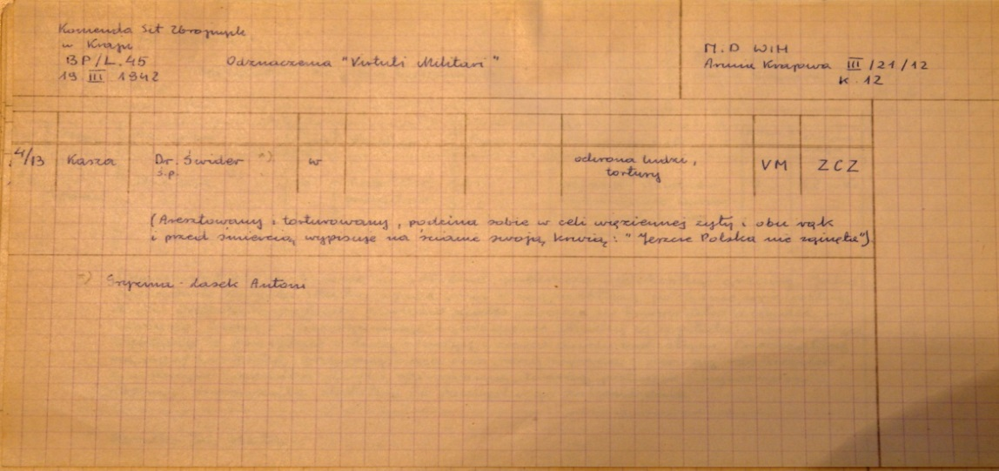 Komenda Sił Zbrojnych
w Kraju
BP/L.45 Odznaczenia "Virtuti Militari"
19 III 1942
M.D WIH
Armia Krajowa III/21/12
K.12
4/13 Kasza Dr. Świder *) w ochrona ludzi, VM ZCZ
ś.p. tortury
(Aresztowany i torturowany, podcina sobie w celi więziennej żyły i obu rąk
i przed śmiercią wypisuje na ścianie swoją krwią: "Jeszcze Polska nie zginęła")
*) Gryzina-Lasek Antoni